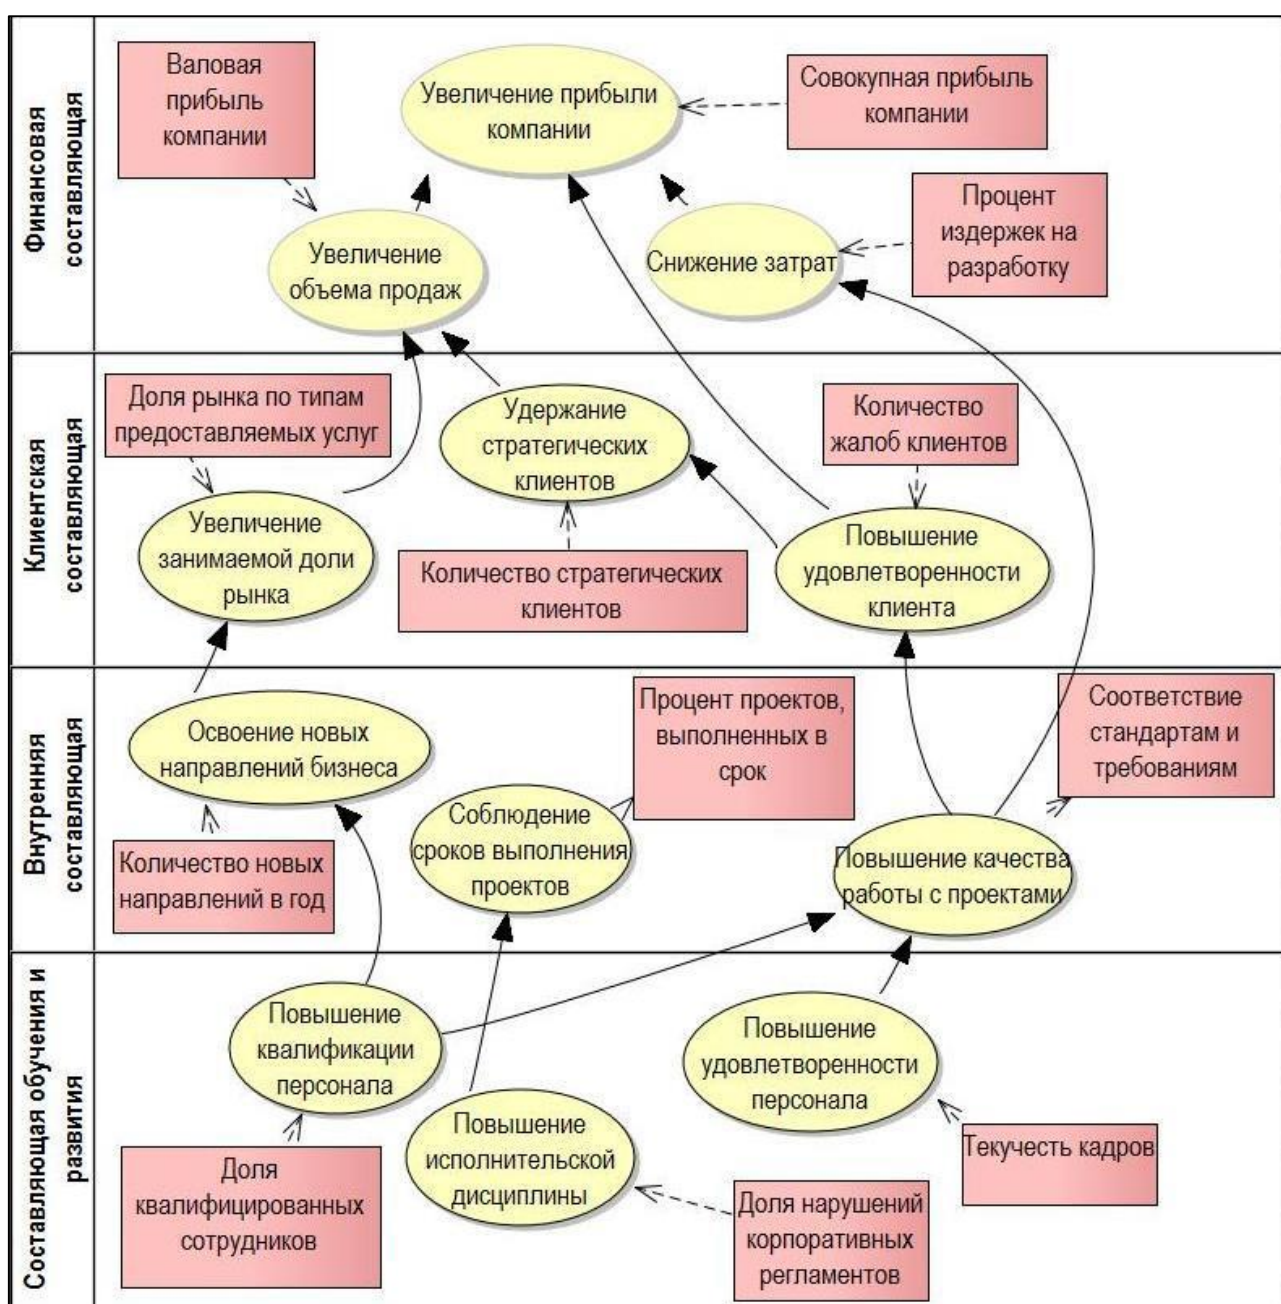 Финансовая
составляющая
Валовая
прибыль
компании
Увеличение прибыли
компании
Совокупная прибыль
компании
Увеличение
объема продаж
Снижение затрат
Процент
издержек на
разработку
Клиентская
составляющая
Доля рынка по типам
предоставляемых услуг
Удержание
стратегических
клиентов
Количество
жалоб клиентов
Увеличение
занимаемой доли
рынка
Количество стратегических
клиентов
Повышение
удовлетворенности
клиента
Внутренняя
составляющая
Освоение новых
направлений бизнеса
Процент проектов,
выполненных в
срок
Соответствие
стандартам и
требованиям
Количество новых
направлений в год
Соблюдение
сроков выполнения
проектов
Повышение качества
работы с проектами
Составляющая обучения и
развития
Повышение
квалификации
персонала
Повышение
удовлетворенности
персонала
Доля
квалифицированных
сотрудников
Повышение
исполнительской
дисциплины
Текучесть кадров
Доля нарушений
корпоративных
регламентов